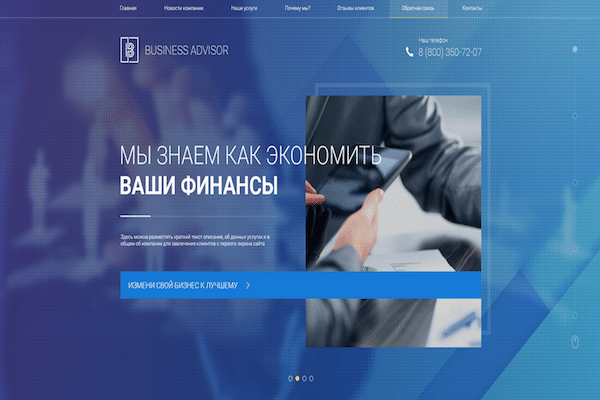 Главная Новости компании Наши услуги Почему мы? Отзывы клиентов Обратная связь Контакты
BUSINESS ADVISOR
Наш телефон
8 (800) 350-72-07
МЫ ЗНАЕМ КАК ЭКОНОМИТЬ
ВАШИ ФИНАНСЫ
Здесь можно разместить краткий текст описание, об данных услугах и в
общем об компании для завлечения клиентов с первого экрана сайта
ИЗМЕНИ СВОЙ БИЗНЕС К ЛУЧШЕМУ